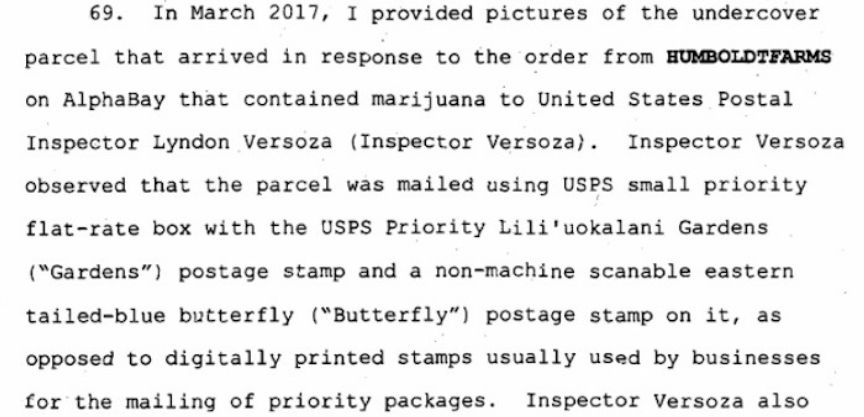 69. In March 2017, I provided pictures of the undercover
parcel that arrived in response to the order from HUMBOLDTFARMS
on AlphaBay that contained marijuana to United States Postal
Inspector Lyndon Versoza (Inspector Versoza). Inspector Versoza
observed that the parcel was mailed using USPS small priority
flat-rate box with the USPS Priority Lili'uokalani Gardens
("Gardens") postage stamp and a non-machine scanable eastern
tailed-blue butterfly ("Butterfly") postage stamp on it, as
opposed to digitally printed stamps usually used by businesses
for the mailing of priority packages. Inspector Versoza also